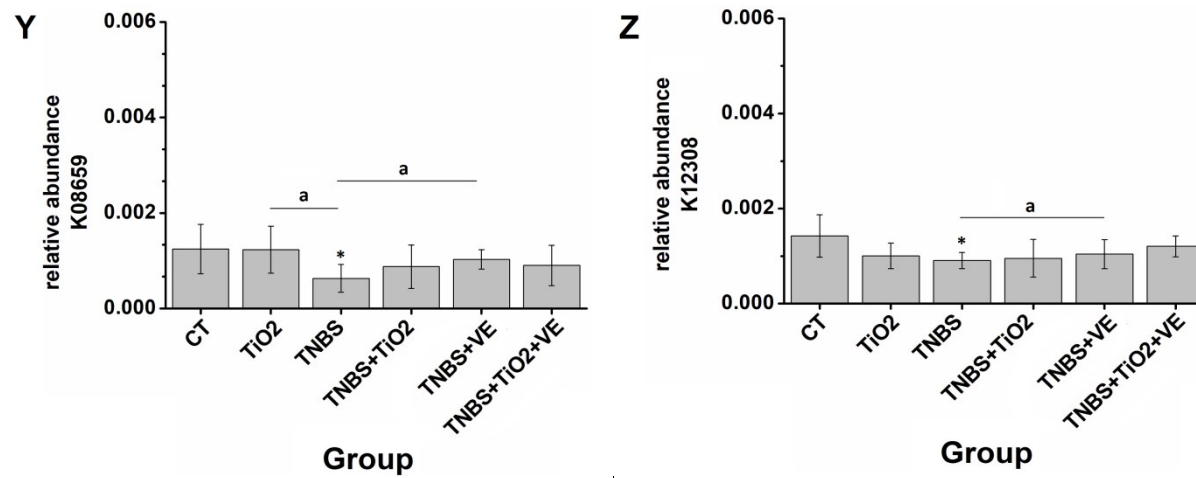 Y
relative abundance
K08659
0.006
0.004
0.002
0.000
a
a
*
CT
TiO2
TNBS
TNBS+TiO2
TNBS+VE
TNBS+TiO2+VE
Group
Z
relative abundance
K12308
0.006
0.004
0.002
0.000
a
*
CT
TiO2
TNBS
TNBS+TiO2
TNBS+VE
TNBS+TiO2+VE
Group